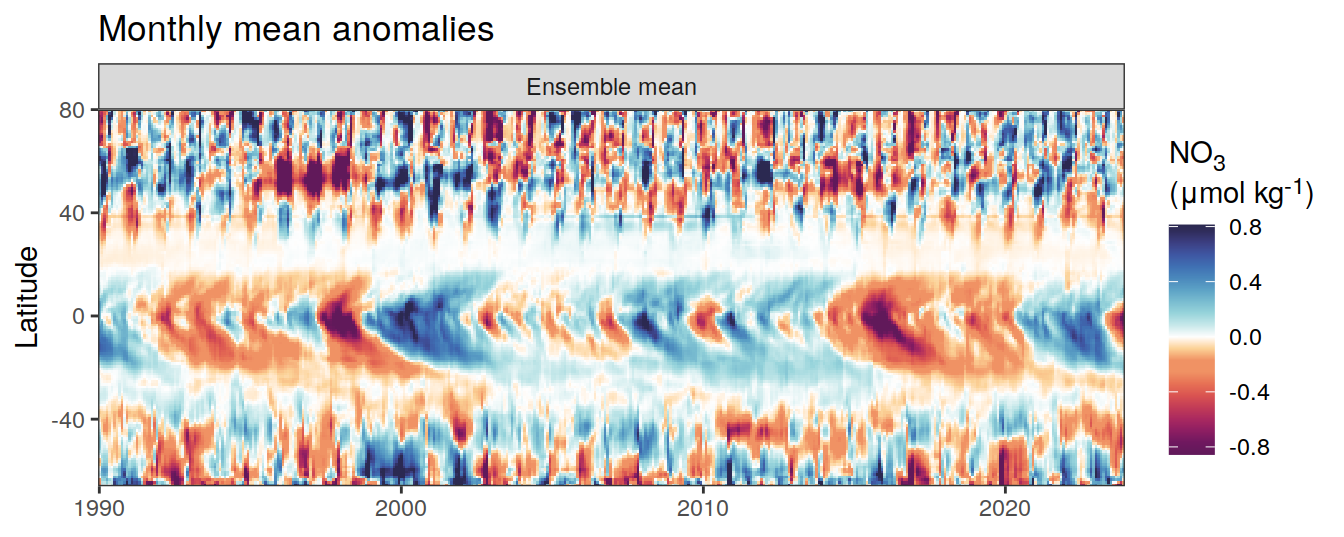 Monthly mean anomalies
Ensemble mean
80
40
0
-40
Latitude
1990 2000 2010 2020
NO₃
(μmol kg⁻¹)
0.8
0.4
0.0
-0.4
-0.8